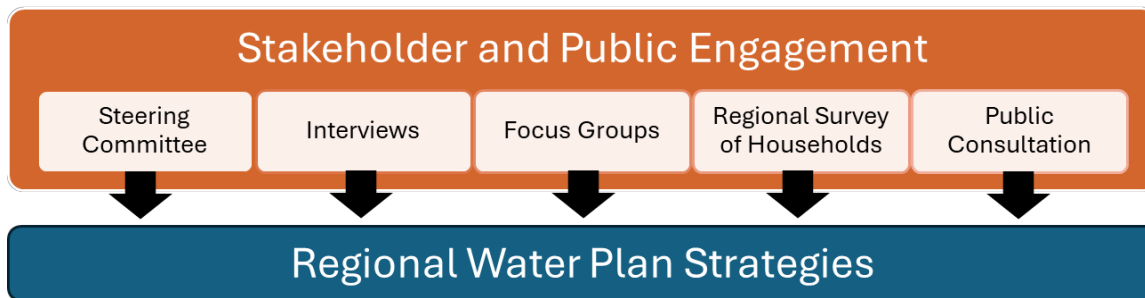 Stakeholder and Public Engagement
Steering
Committee
Interviews
Focus Groups
Regional Survey
of Households
Public
Consultation
Regional Water Plan Strategies